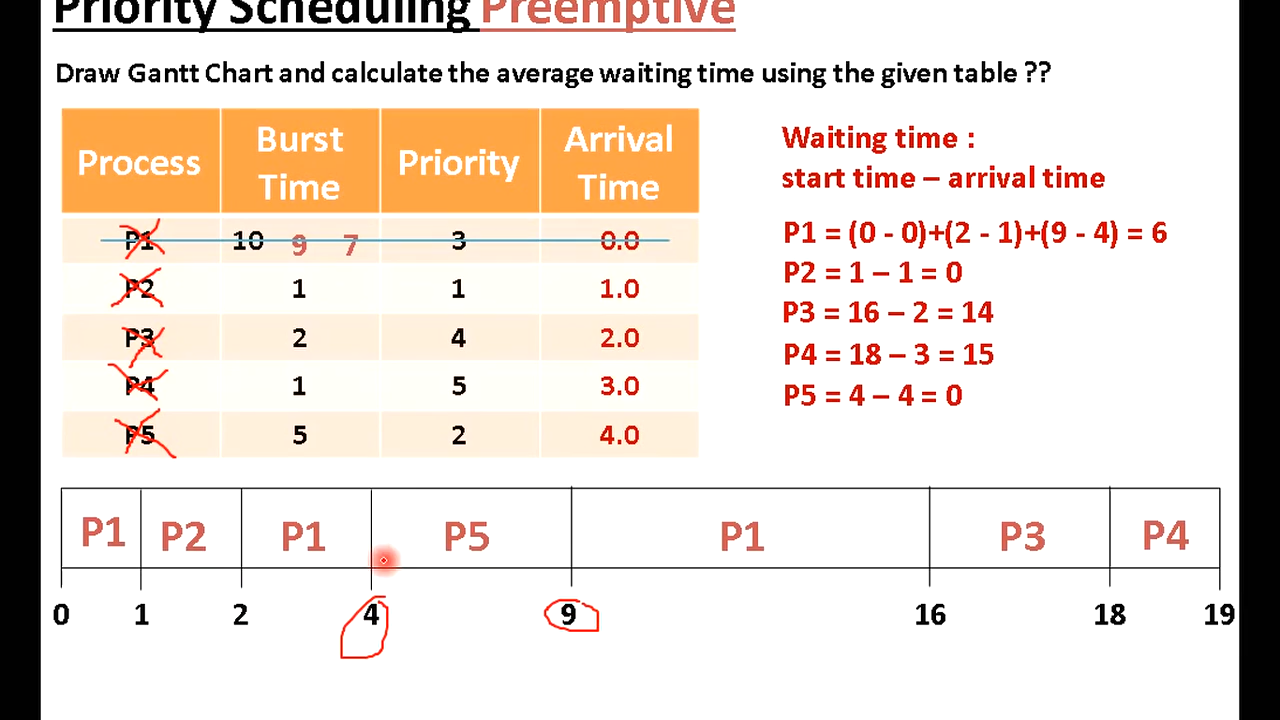 Priority Scheduling Preemptive
Draw Gantt Chart and calculate the average waiting time using the given table ??
Process Burst Time Priority Arrival Time
P1 10 9 7 3 0.0
P2 1 1 1.0
P3 2 4 2.0
P4 1 5 3.0
P5 5 2 4.0
Waiting time :
start time – arrival time
P1 = (0 - 0)+(2 - 1)+(9 - 4) = 6
P2 = 1 – 1 = 0
P3 = 16 – 2 = 14
P4 = 18 – 3 = 15
P5 = 4 – 4 = 0
P1 P2 P1 P5 P1 P3 P4
0 1 2 4 9 16 18 19